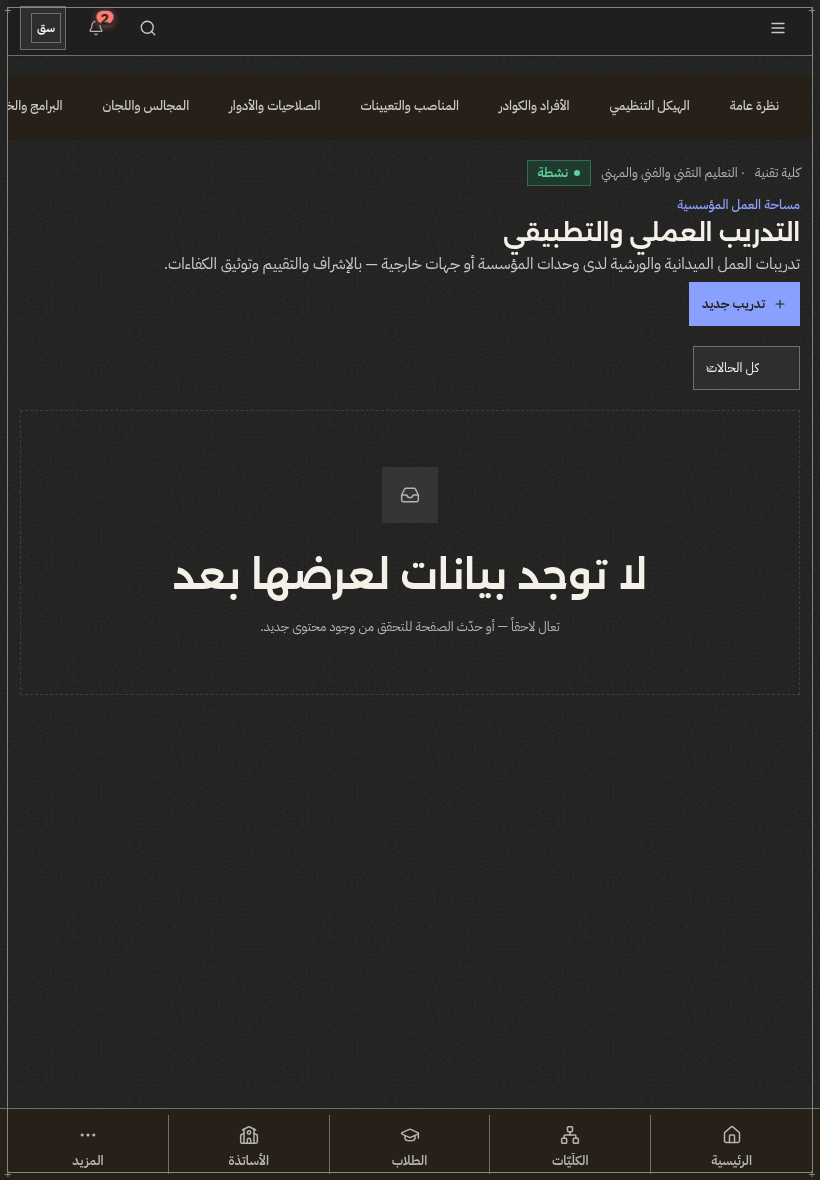 سق
2
نظرة عامة
الهيكل التنظيمي
الأفراد والكوادر
المناصب والتعيينات
الصلاحيات والأدوار
المجالس واللجان
البرامج
كلية تقنية · التعليم التقني والفني والمهني
نشطة
مساحة العمل المؤسسية
التدريب العملي والتطبيقي
تدريبات العمل الميدانية والورشية لدى وحدات المؤسسة أو جهات خارجية — بالإشراف والتقييم وتوثيق الكفاءات.
+ تدريب جديد
كل الحالات
لا توجد بيانات لعرضها بعد
تعال لاحقاً — أو حدّث الصفحة للتحقق من وجود محتوى جديد.
الرئيسية
الكليّات
الطلاب
الأساتذة
المزيد